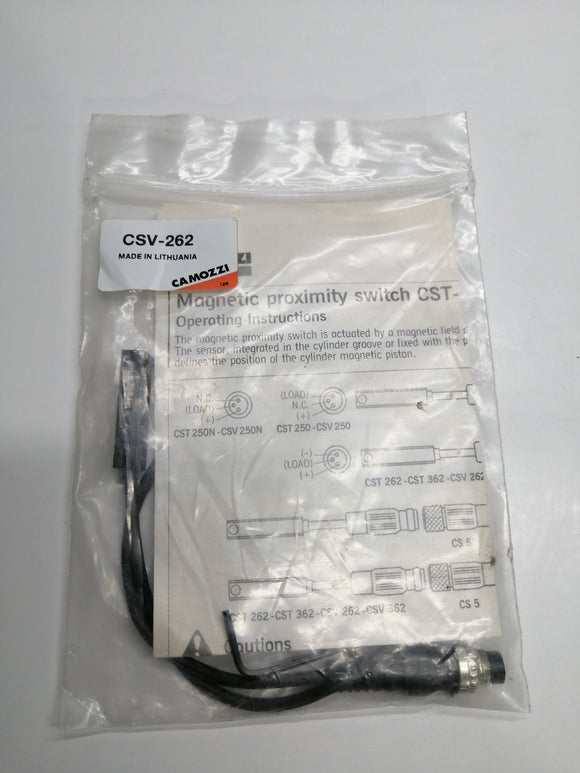 CSV-262
MADE IN LITHUANIA
CAMOZZI
Magnetic proximity switch CST-
Operating Instructions
The magnetic proximity switch is actuated by a magnetic field
The sensor, integrated in the cylinder groove or fixed with the p
defines the position of the cylinder magnetic piston.
N.C.
(LOAD)
(+)
CST 250N-CSV 250N
(LOAD)
N.C.
(+)
CST 250-CSV 250
(-)
(LOAD)
(+)
CST 262-CST 362-CSV 262
CS 5
CST 262-CST 362-CSV 262-CSV 362
CS 5
Cautions